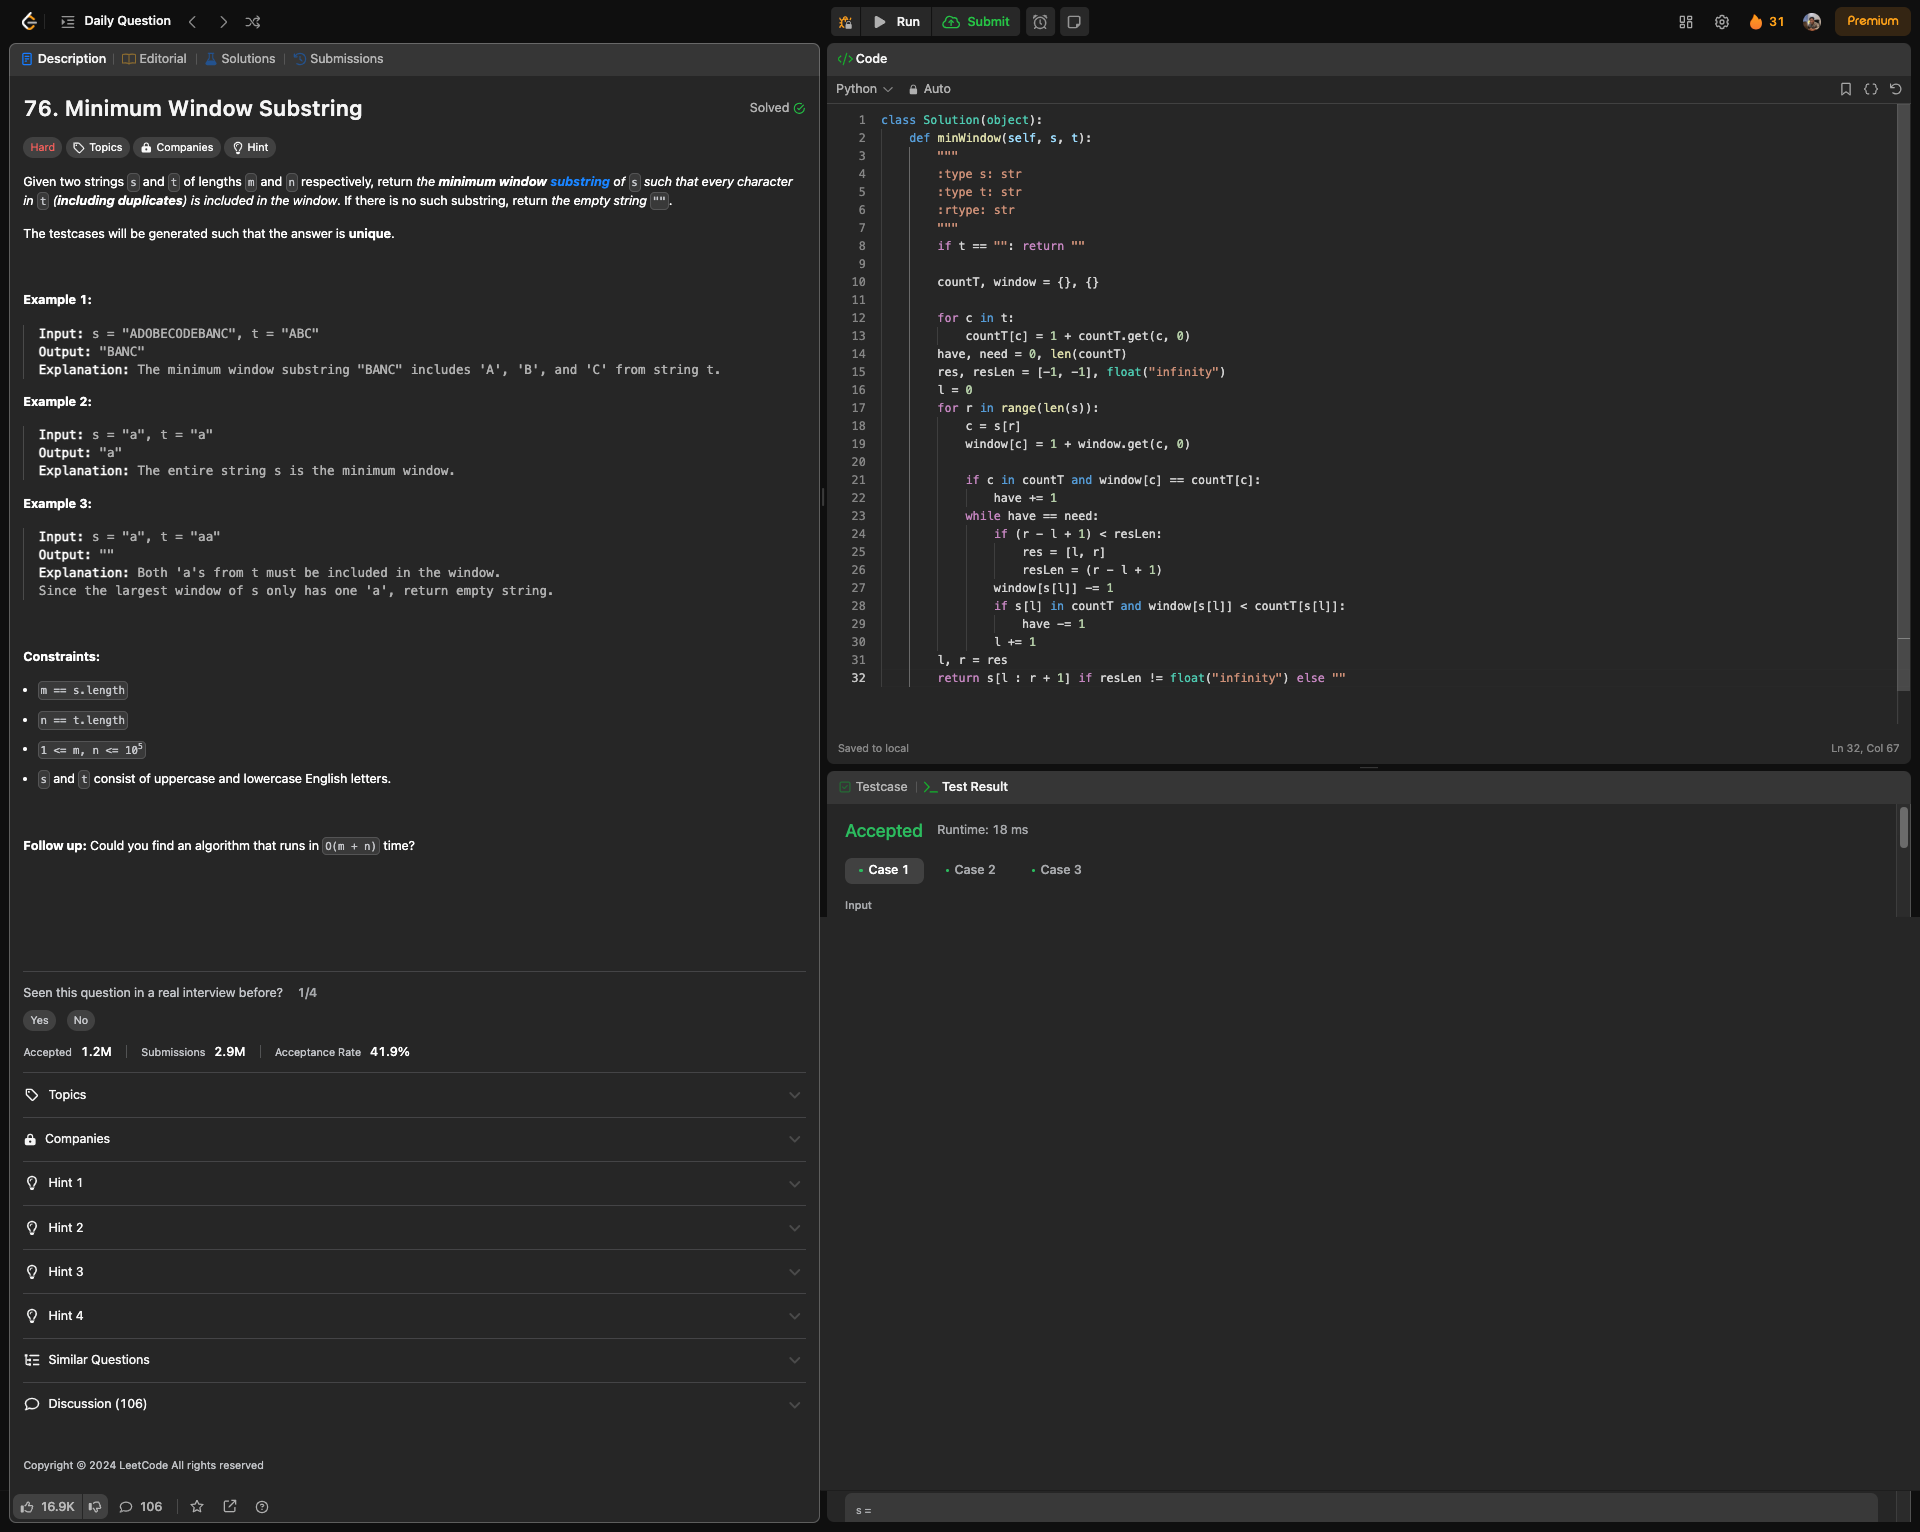 Daily Question
Run
Submit
31
Premium
Description
Editorial
Solutions
Submissions
76. Minimum Window Substring
Solved
Hard
Topics
Companies
Hint
Given two strings s and t of lengths m and n respectively, return the minimum window substring of s such that every character
in t (including duplicates) is included in the window. If there is no such substring, return the empty string "".
The testcases will be generated such that the answer is unique.
Example 1:
Input: s = "ADOBECODEBANC", t = "ABC"
Output: "BANC"
Explanation: The minimum window substring "BANC" includes 'A', 'B', and 'C' from string t.
Example 2:
Input: s = "a", t = "a"
Output: "a"
Explanation: The entire string s is the minimum window.
Example 3:
Input: s = "a", t = "aa"
Output: ""
Explanation: Both 'a's from t must be included in the window.
Since the largest window of s only has one 'a', return empty string.
Constraints:
• m == s.length
• n == t.length
• 1 <= m, n <= 10⁵
• s and t consist of uppercase and lowercase English letters.
Follow up: Could you find an algorithm that runs in O(m + n) time?
Seen this question in a real interview before? 1/4
Yes
No
Accepted 1.2M
Submissions 2.9M
Acceptance Rate 41.9%
Topics
Companies
Hint 1
Hint 2
Hint 3
Hint 4
Similar Questions
Discussion (106)
Copyright © 2024 LeetCode All rights reserved
16.9K
106
</> Code
Python
Auto
1 class Solution(object):
2     def minWindow(self, s, t):
3         """
4         :type s: str
5         :type t: str
6         :rtype: str
7         """
8         if t == "": return ""
9
10         countT, window = {}, {}
11
12         for c in t:
13             countT[c] = 1 + countT.get(c, 0)
14         have, need = 0, len(countT)
15         res, resLen = [-1, -1], float("infinity")
16         l = 0
17         for r in range(len(s)):
18             c = s[r]
19             window[c] = 1 + window.get(c, 0)
20
21             if c in countT and window[c] == countT[c]:
22                 have += 1
23             while have == need:
24                 if (r - l + 1) < resLen:
25                     res = [l, r]
26                     resLen = (r - l + 1)
27                 window[s[l]] -= 1
28                 if s[l] in countT and window[s[l]] < countT[s[l]]:
29                     have -= 1
30                 l += 1
31         l, r = res
32         return s[l : r + 1] if resLen != float("infinity") else ""
Saved to local
Ln 32, Col 67
Testcase
>_ Test Result
Accepted
Runtime: 18 ms
• Case 1
• Case 2
• Case 3
Input
s =